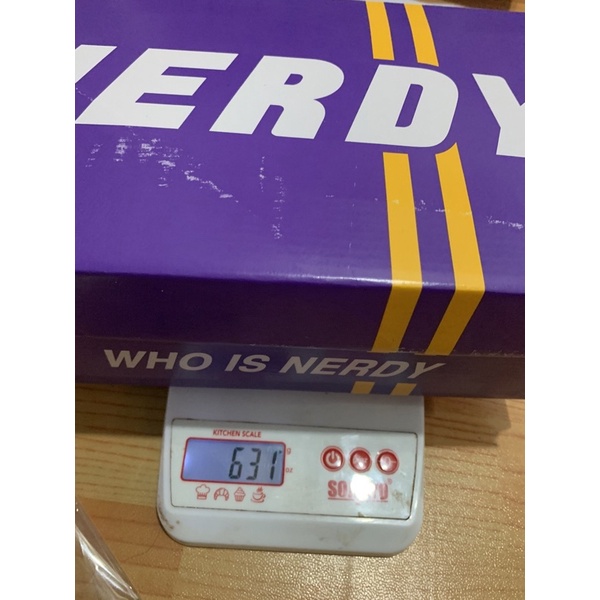 NERDY
WHO IS NERDY
KITCHEN SCALE
631
g
oz